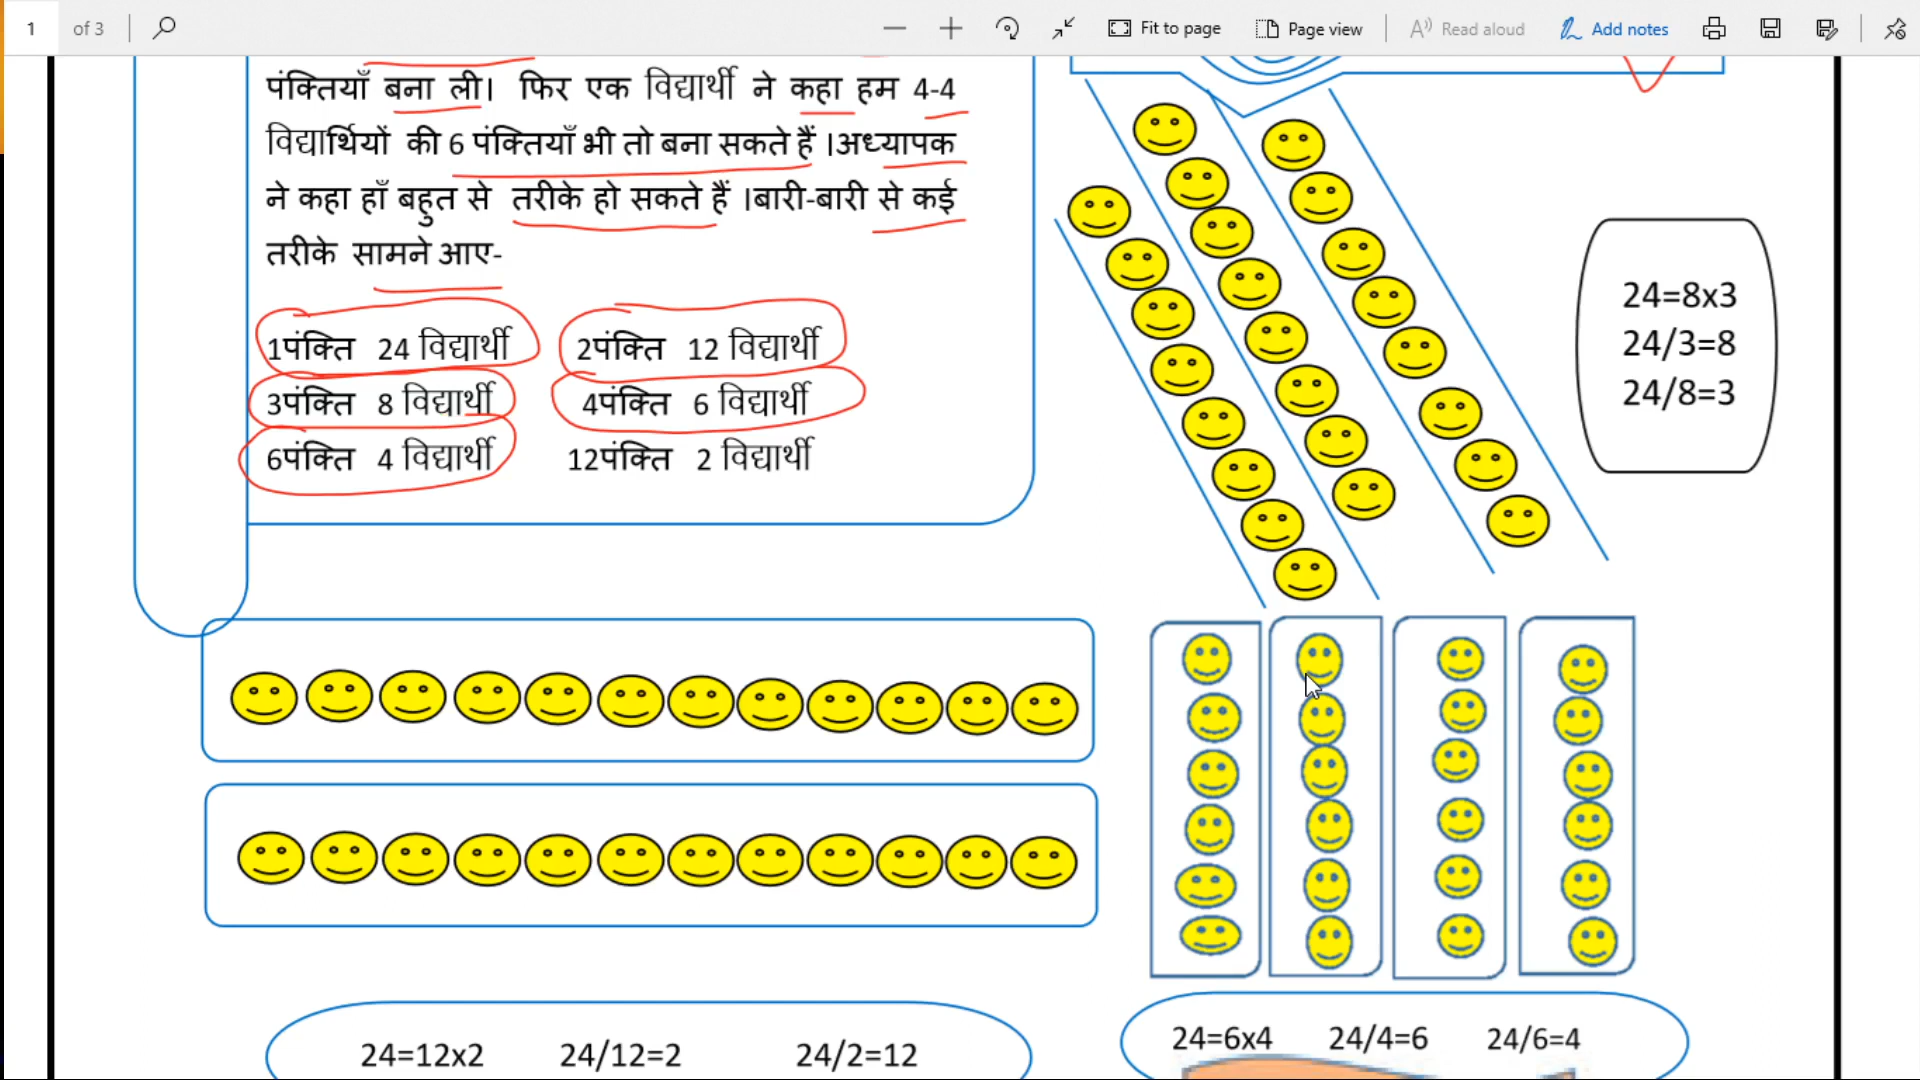 1 of 3 Fit to page Page view Read aloud Add notes
पंक्तियाँ बना ली। फिर एक विद्यार्थी ने कहा हम 4-4
विद्यार्थियों की 6 पंक्तियाँ भी तो बना सकते हैं ।अध्यापक
ने कहा हाँ बहुत से तरीके हो सकते हैं ।बारी-बारी से कई
तरीके सामने आए-
1पंक्ति 24 विद्यार्थी 2पंक्ति 12 विद्यार्थी
3पंक्ति 8 विद्यार्थी 4पंक्ति 6 विद्यार्थी
6पंक्ति 4 विद्यार्थी 12पंक्ति 2 विद्यार्थी
24=8x3
24/3=8
24/8=3
24=12x2 24/12=2 24/2=12
24=6x4 24/4=6 24/6=4